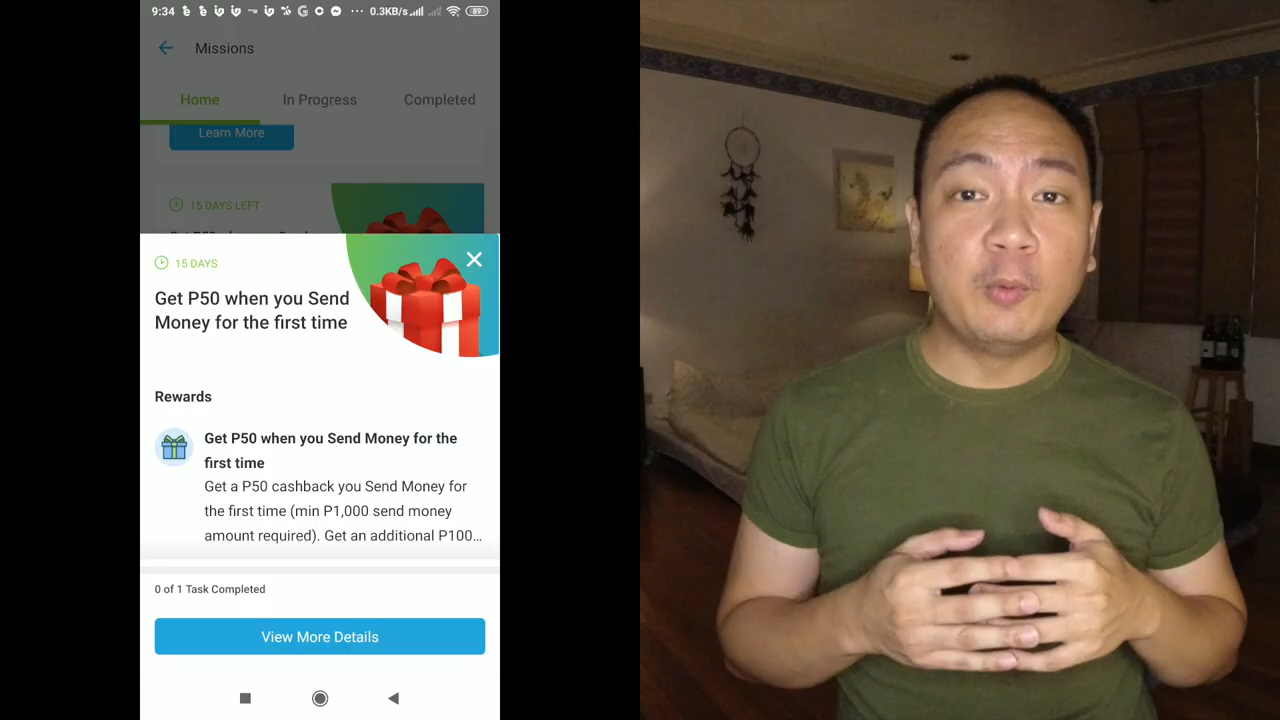 9:34
0.3KB/s
89
Missions
Home
In Progress
Completed
Learn More
15 DAYS LEFT
15 DAYS
Get P50 when you Send
Money for the first time
Rewards
Get P50 when you Send Money for the
first time
Get a P50 cashback you Send Money for
the first time (min P1,000 send money
amount required). Get an additional P100...
0 of 1 Task Completed
View More Details